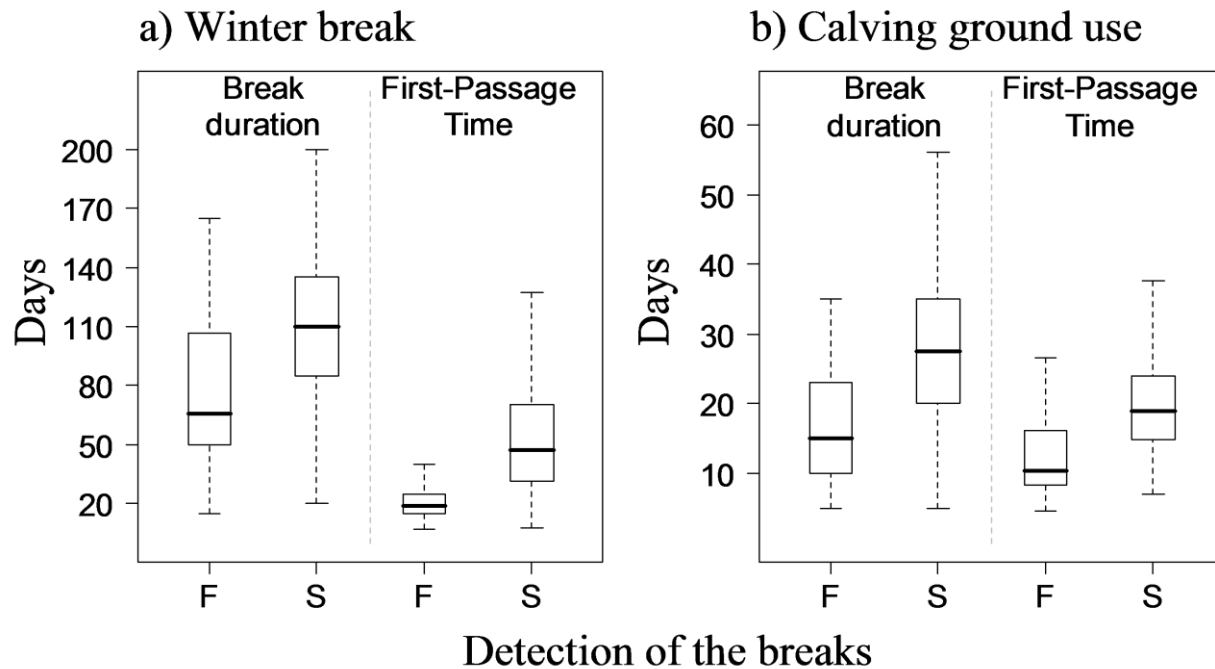 a) Winter break
Break
duration
First-Passage
Time
Days
200
170
140
110
80
50
20
F
S
F
S
b) Calving ground use
Break
duration
First-Passage
Time
Days
60
50
40
30
20
10
F
S
F
S
Detection of the breaks